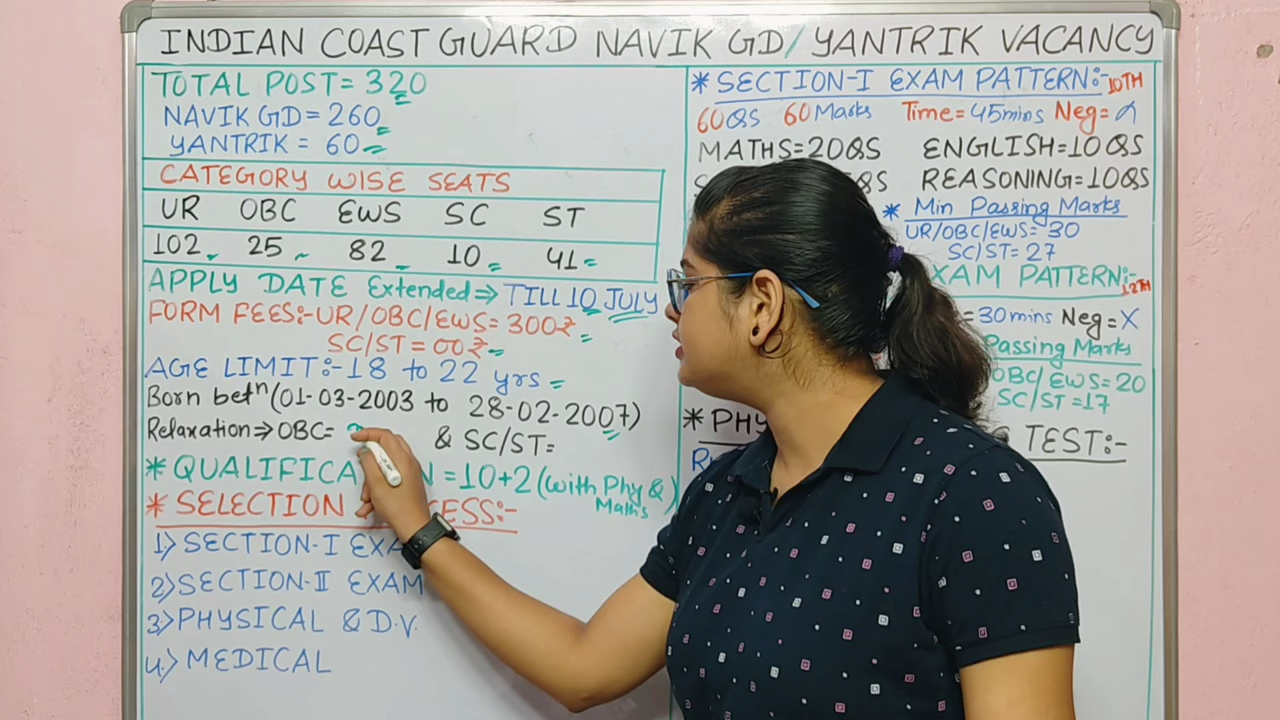 INDIAN COAST GUARD NAVIK GD/YANTRIK VACANCY
TOTAL POST= 320
NAVIK GD= 260
YANTRIK = 60
CATEGORY WISE SEATS
UR OBC EWS SC ST
102 25 82 10 41
APPLY DATE Extended⇒ TILL 10 JULY
FORM FEES:-UR/OBC/EWS= 300₹
SC/ST= 00₹
AGE LIMIT:-18 to 22 yrs
Born betⁿ(01-03-2003 to 28-02-2007)
Relaxation⇒OBC= & SC/ST=
* =10+2(with Phy & Maths)
* SELECTION
1.) SECTION-I
2.) SECTION-II EXAM
3.) PHYSICAL & D.V.
4.) MEDICAL
* SECTION-I EXAM PATTERN:- 10TH
60QS 60 Marks Time=45mins Neg=X
MATHS=20QS ENGLISH=10QS
REASONING=10QS
* Min Passing Marks
UR/OBC/EWS= 30
SC/ST= 27
PATTERN:- 12TH
= 30mins Neg=X
Passing Marks
OBC/EWS=20
SC/ST=17
* TEST:-